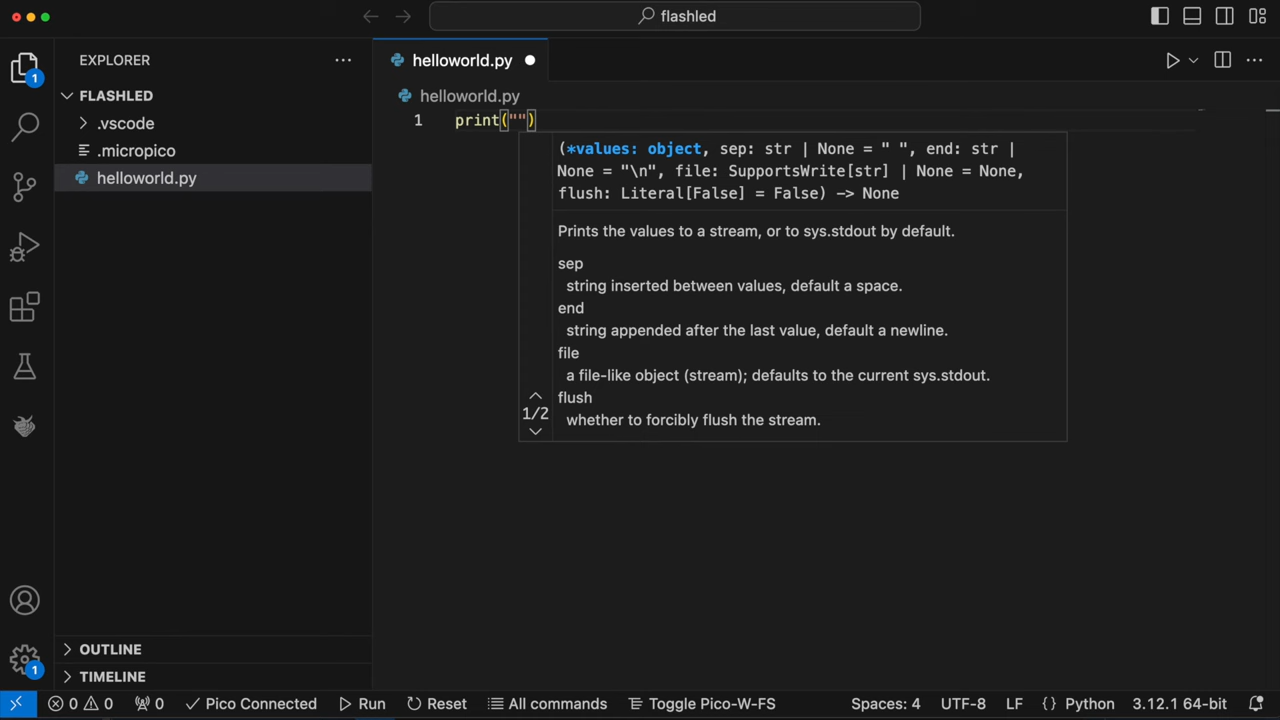 flashled
EXPLORER
helloworld.py
1
FLASHLED
helloworld.py
.vscode
1 print("")
.micropico
(*values: object, sep: str | None = " ", end: str |
None = "\n", file: SupportsWrite[str] | None = None,
helloworld.py
flush: Literal[False] = False) -> None
Prints the values to a stream, or to sys.stdout by default.
sep
string inserted between values, default a space.
end
string appended after the last value, default a newline.
file
a file-like object (stream); defaults to the current sys.stdout.
flush
1/2
whether to forcibly flush the stream.
OUTLINE
1
TIMELINE
0 0 0 Pico Connected Run Reset All commands Toggle Pico-W-FS Spaces: 4 UTF-8 LF {} Python 3.12.1 64-bit